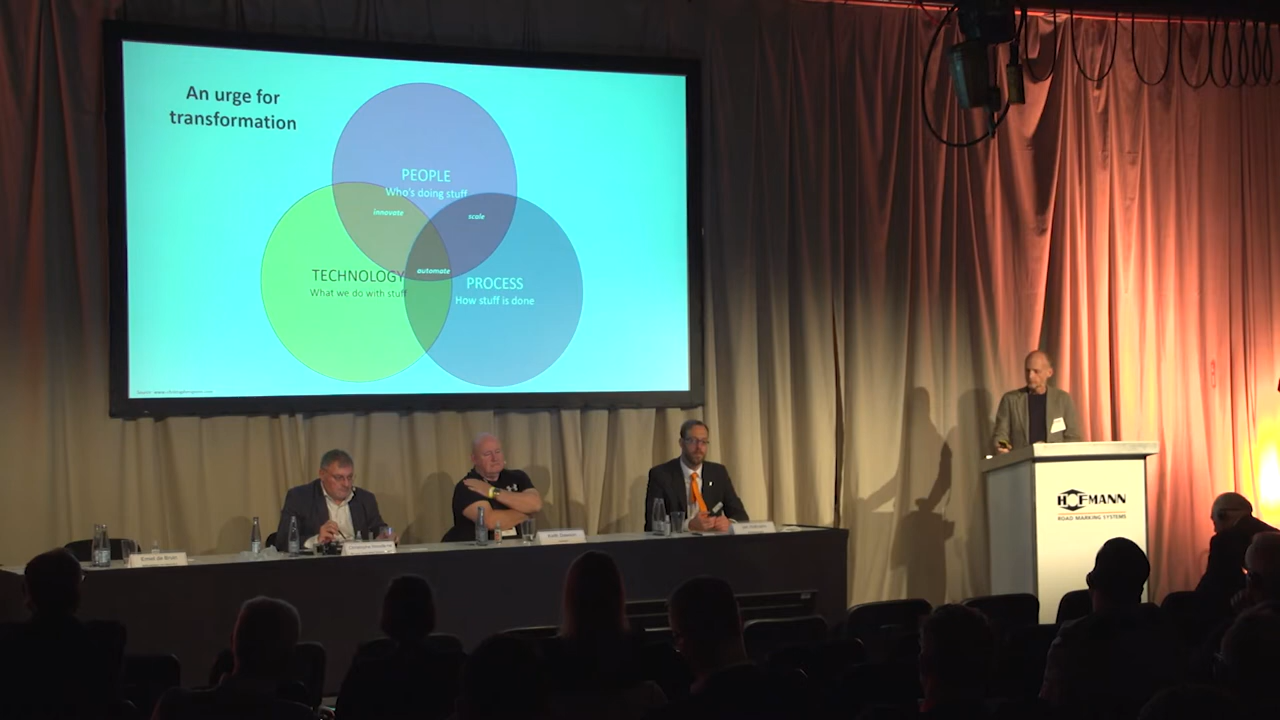 An urge for
transformation
PEOPLE
Who's doing stuff
innovate
scale
TECHNOLOGY
What we do with stuff
automate
PROCESS
How stuff is done
HOFMANN
ROAD MARKING SYSTEMS